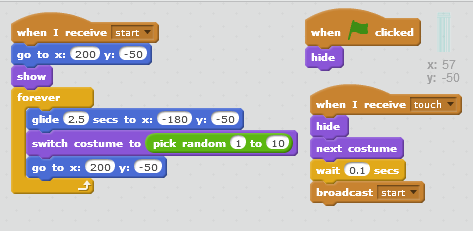 when I receive start
go to x: 200 y: -50
show
forever
glide 2.5 secs to x: -180 y: -50
switch costume to pick random 1 to 10
go to x: 200 y: -50
when clicked
hide
x: 57
y: -50
when I receive touch
hide
next costume
wait 0.1 secs
broadcast start